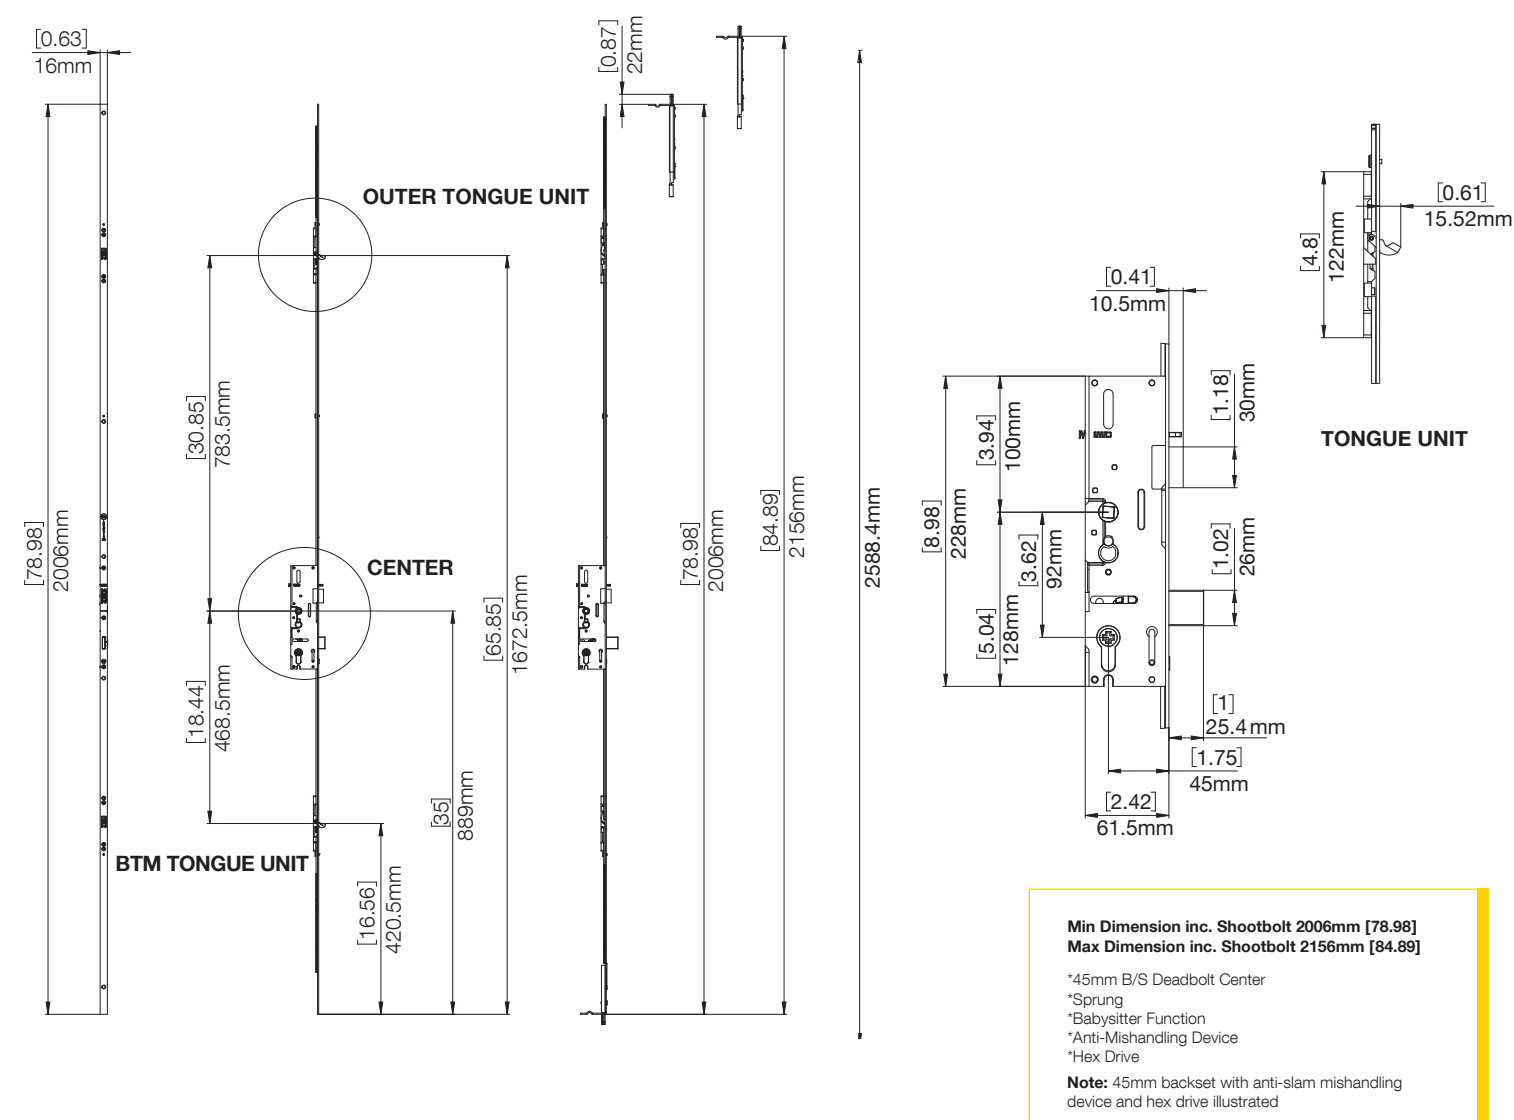 [0.63]
16mm
[78.98]
2006mm
OUTER TONGUE UNIT
[30.85]
783.5mm
CENTER
[18.44]
468.5mm
BTM TONGUE UNIT
[16.56]
420.5mm
[35]
889mm
[65.85]
1672.5mm
[0.87]
22mm
[78.98]
2006mm
[84.89]
2156mm
2588.4mm
[8.98]
228mm
[3.94]
100mm
[5.04]
128mm
[3.62]
92mm
[0.41]
10.5mm
[1.18]
30mm
[1.02]
26mm
[1]
25.4mm
[1.75]
45mm
[2.42]
61.5mm
[4.8]
122mm
[0.61]
15.52mm
TONGUE UNIT
Min Dimension inc. Shootbolt 2006mm [78.98]
Max Dimension inc. Shootbolt 2156mm [84.89]
*45mm B/S Deadbolt Center
*Sprung
*Babysitter Function
*Anti-Mishandling Device
*Hex Drive
Note: 45mm backset with anti-slam mishandling
device and hex drive illustrated